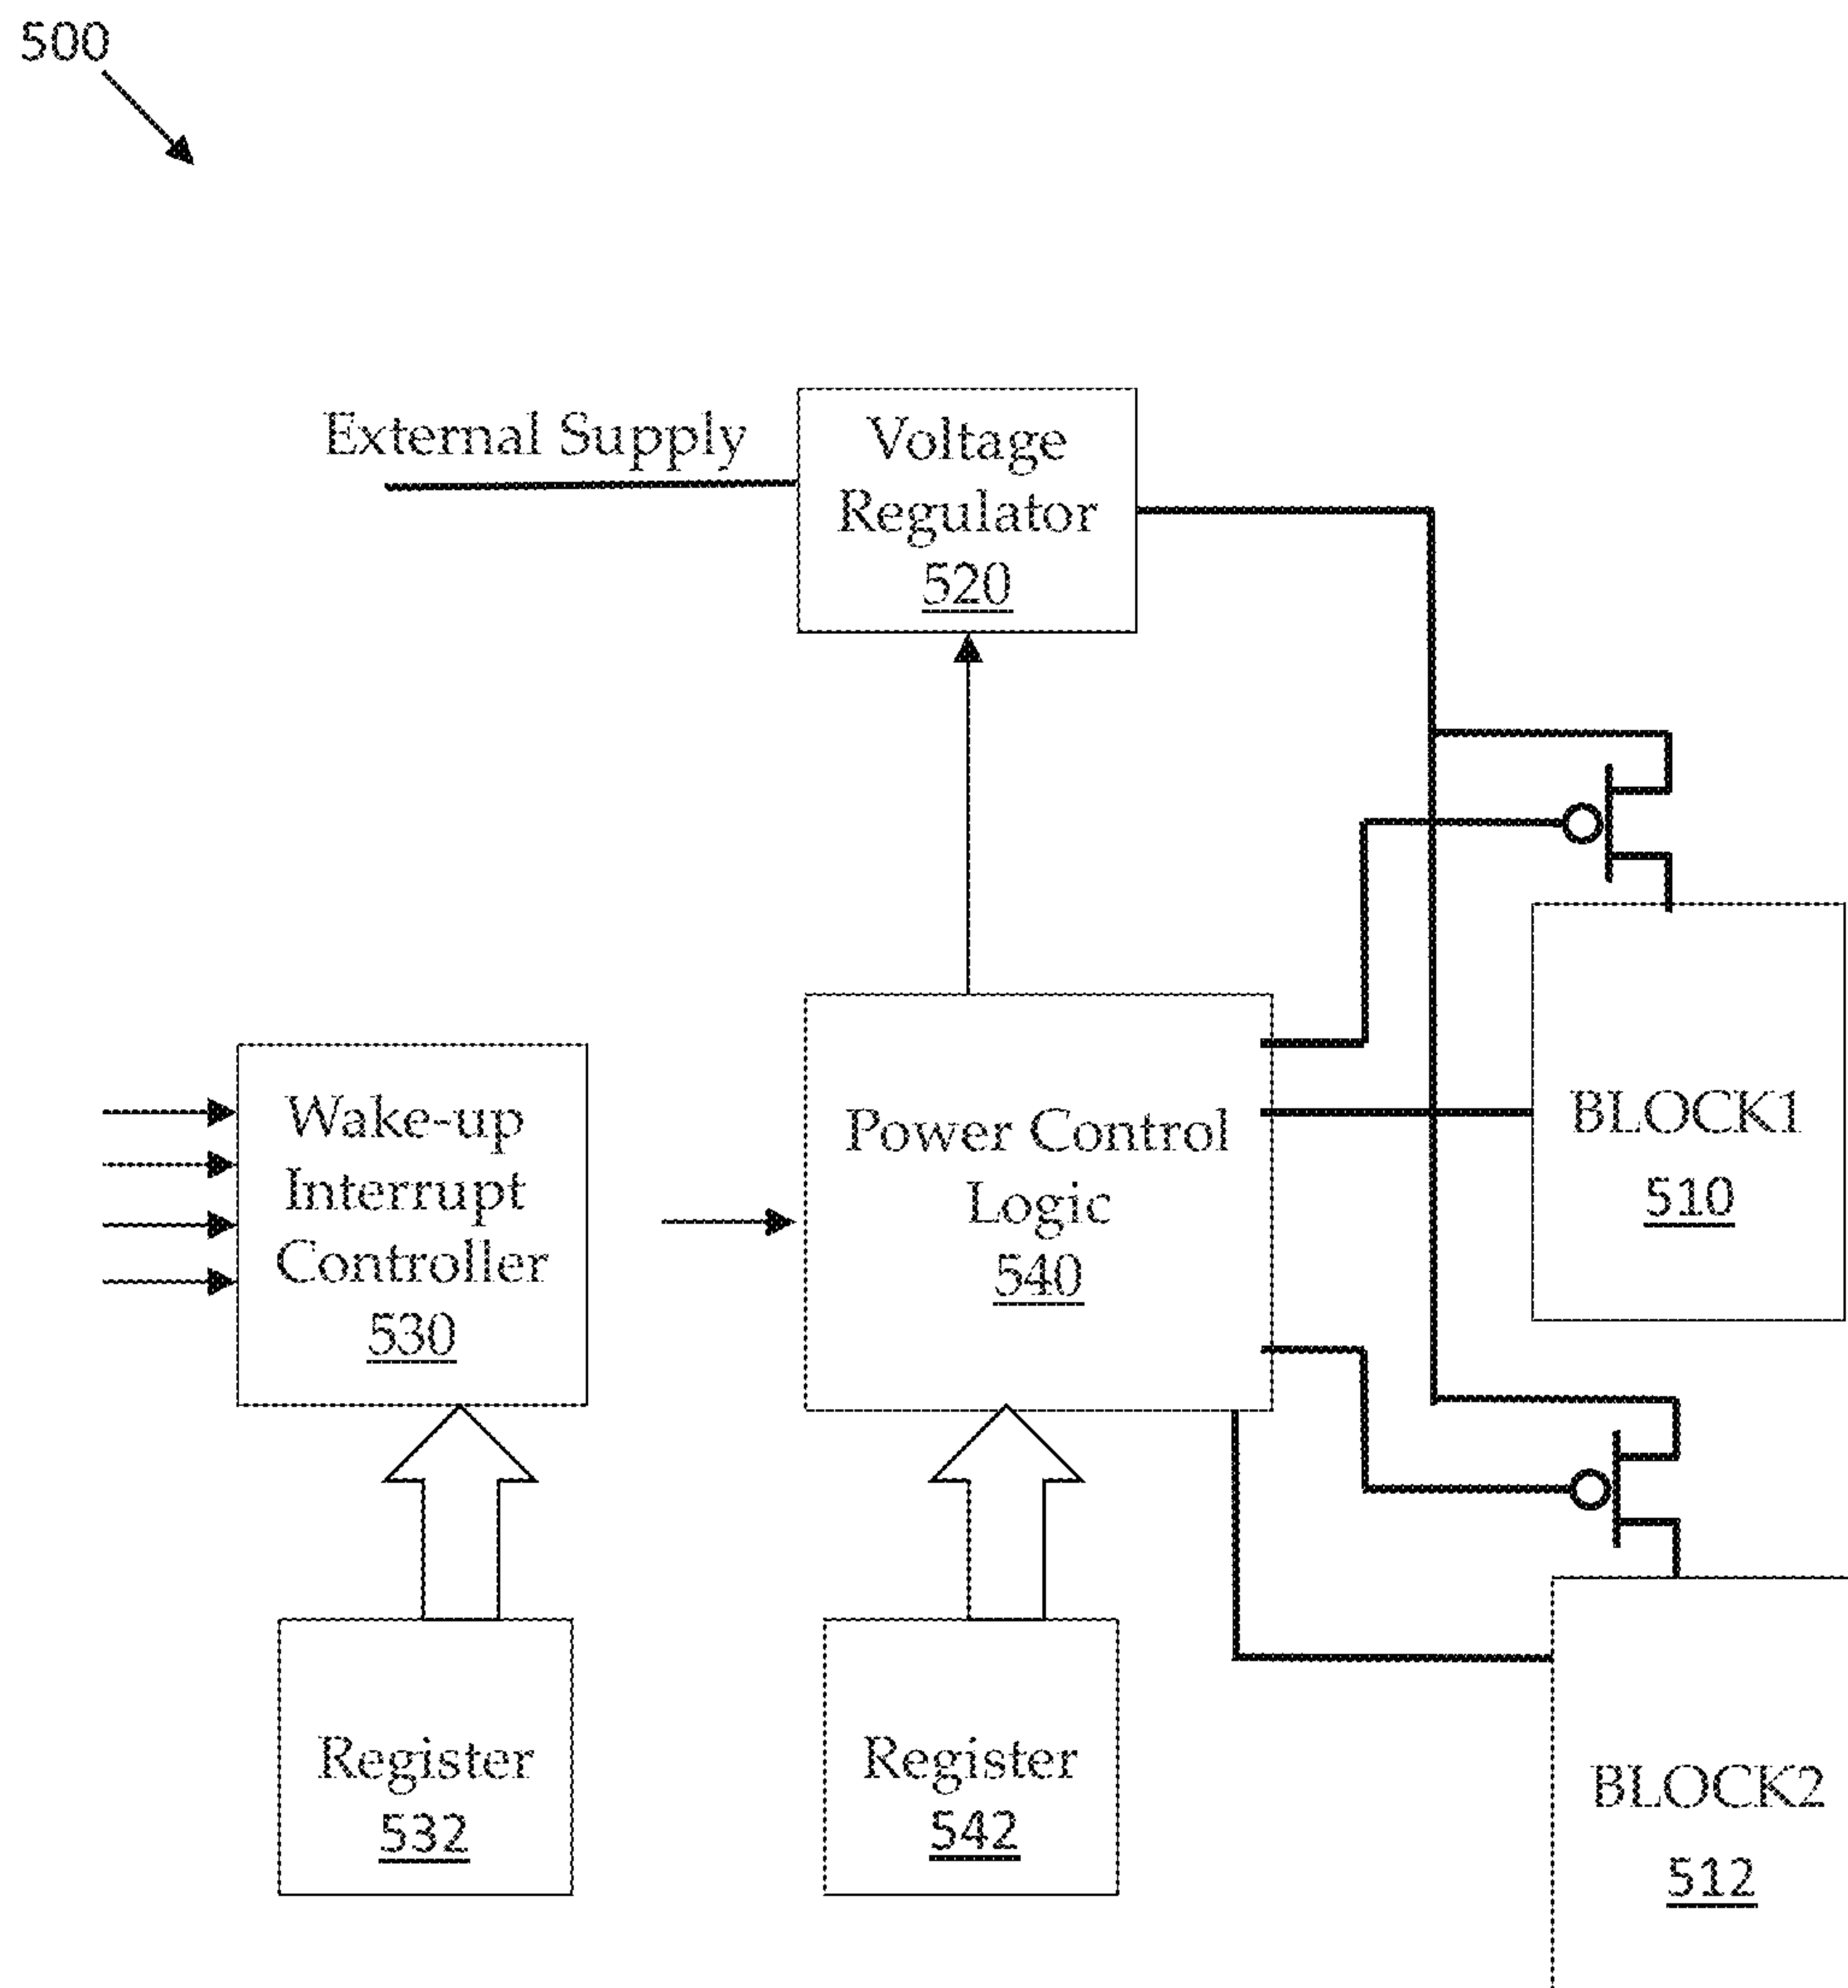 500
External Supply
Voltage
Regulator
520
Wake-up
Interrupt
Controller
530
Power Control
Logic
540
BLOCK1
510
Register
532
Register
542
BLOCK2
512